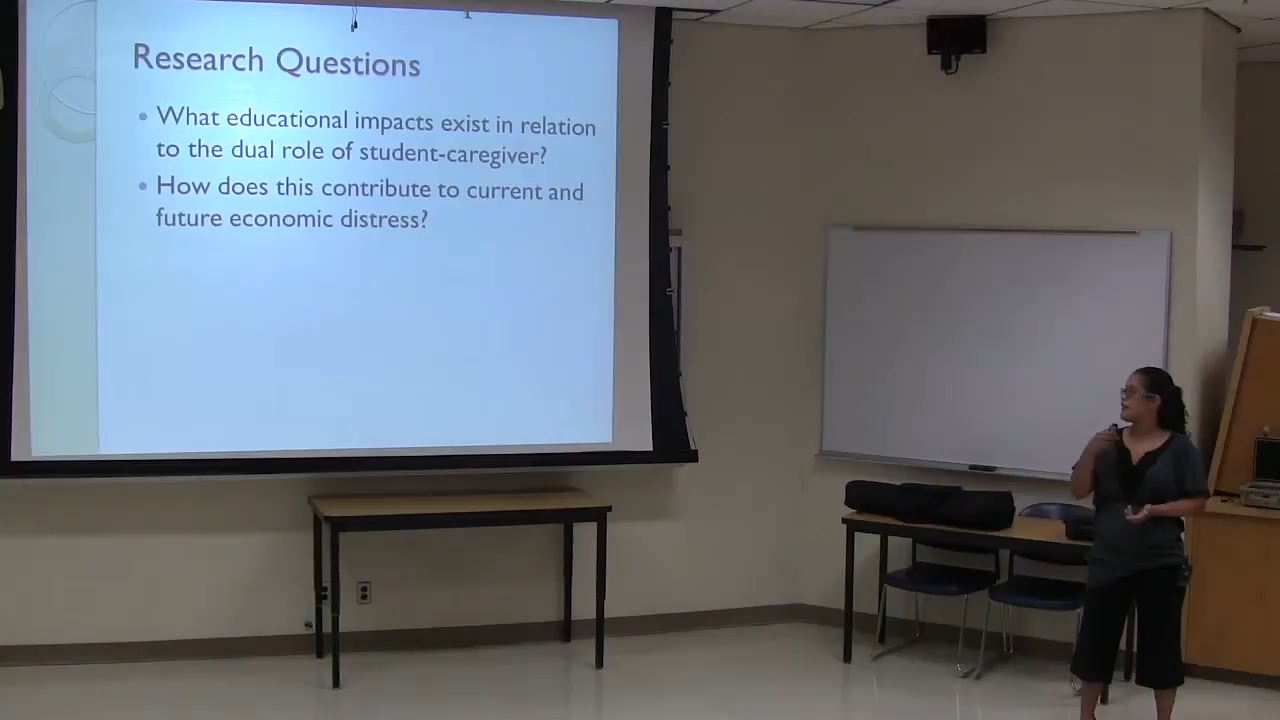 Research Questions
• What educational impacts exist in relation
to the dual role of student-caregiver?
• How does this contribute to current and
future economic distress?